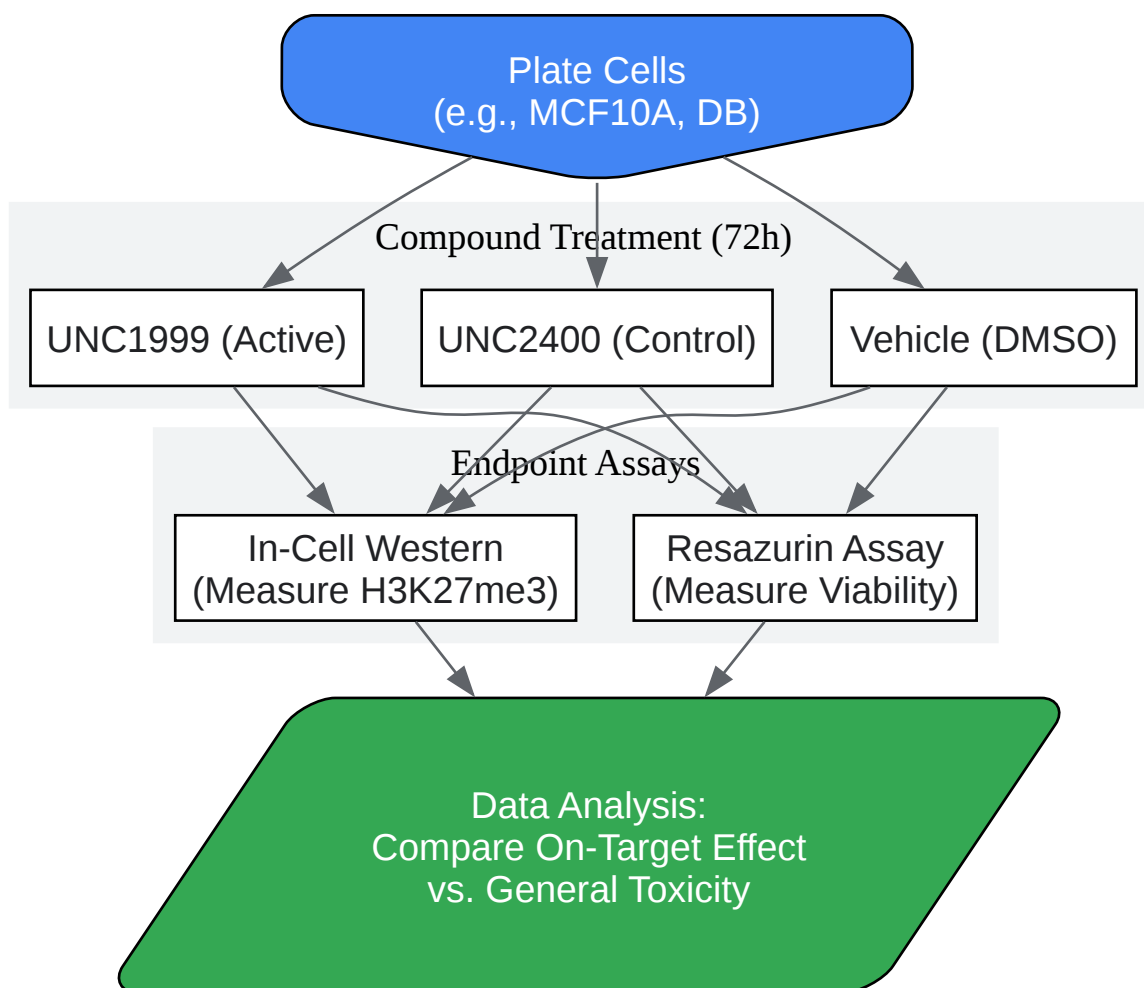 Plate Cells
(e.g., MCF10A, DB)
Compound Treatment (72h)
UNC1999 (Active)
UNC2400 (Control)
Vehicle (DMSO)
Endpoint Assays
In-Cell Western
(Measure H3K27me3)
Resazurin Assay
(Measure Viability)
Data Analysis:
Compare On-Target Effect
vs. General Toxicity